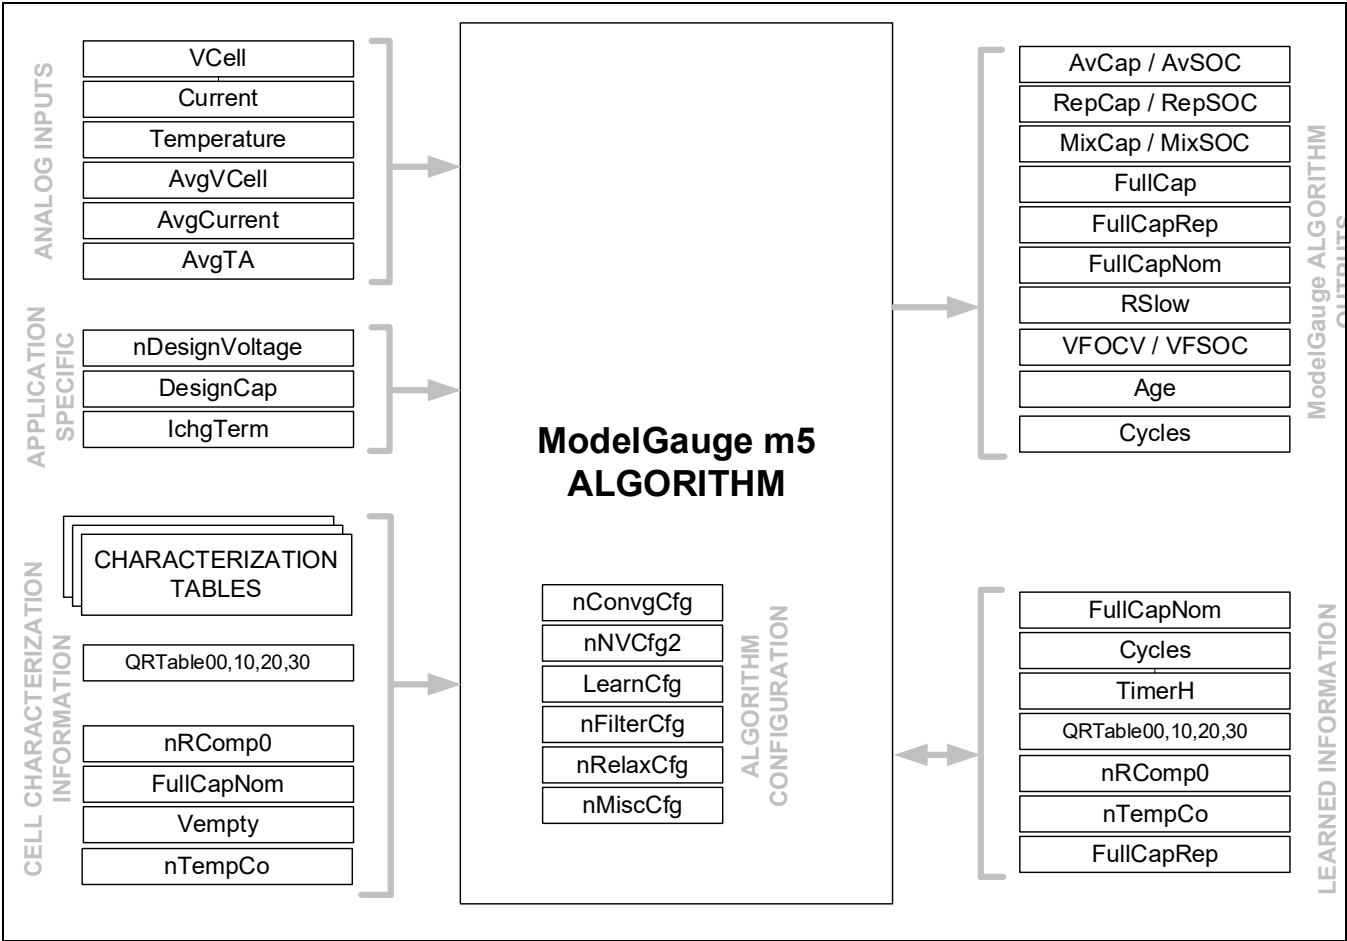 ANALOG INPUTS
VCell
Current
Temperature
AvgVCell
AvgCurrent
AvgTA
APPLICATION
SPECIFIC
nDesignVoltage
DesignCap
IchgTerm
CELL CHARACTERIZATION
INFORMATION
CHARACTERIZATION
TABLES
QRTable00,10,20,30
nRComp0
FullCapNom
Vempty
nTempCo
ModelGauge m5
ALGORITHM
nConvgCfg
nNVCfg2
LearnCfg
nFilterCfg
nRelaxCfg
nMiscCfg
ALGORITHM
CONFIGURATION
AvCap / AvSOC
RepCap / RepSOC
MixCap / MixSOC
FullCap
FullCapRep
FullCapNom
RSlow
VFOCV / VFSOC
Age
Cycles
ModelGauge ALGORITHM
OUTPUTS
FullCapNom
Cycles
TimerH
QRTable00,10,20,30
nRComp0
nTempCo
FullCapRep
LEARNED INFORMATION